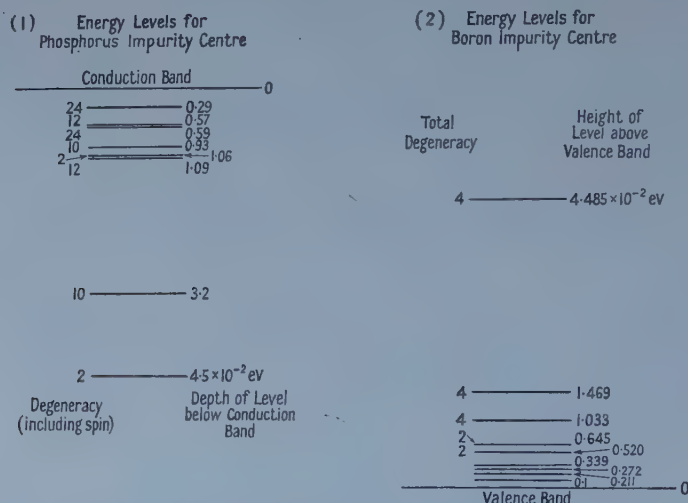 (1) Energy Levels for
Phosphorus Impurity Centre
Conduction Band
0
24 0·29
12 0·57
24 0·59
10 0·93
2 1·06
12 1·09
10 3·2
2 4·5×10⁻² eV
Degeneracy
(including spin)
Depth of Level
below Conduction
Band
(2) Energy Levels for
Boron Impurity Centre
Total
Degeneracy
Height of
Level above
Valence Band
4 4·485×10⁻² eV
4 1·469
4 1·033
2 0·645
2 0·520
0·339
0·272
0·211
0·1
0
Valence Band